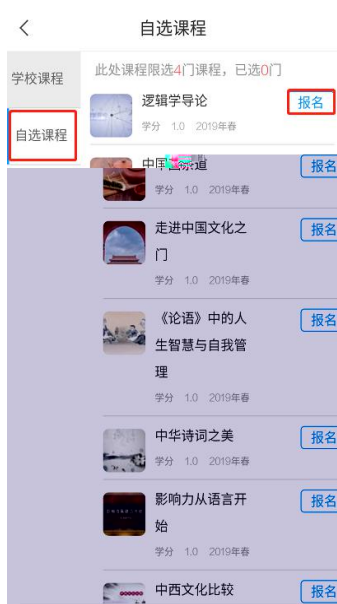 自选课程
学校课程
自选课程
此处课程限选4门课程，已选0门
逻辑学导论
报名
学分 1.0 2019年春
报名
学分 1.0 2019年春
走进中国文化之
门
报名
学分 1.0 2019年春
《论语》中的人
生智慧与自我管
理
报名
学分 1.0 2019年春
中华诗词之美
报名
学分 1.0 2019年春
影响力从语言开
始
报名
学分 1.0 2019年春
中西文化比较
报名